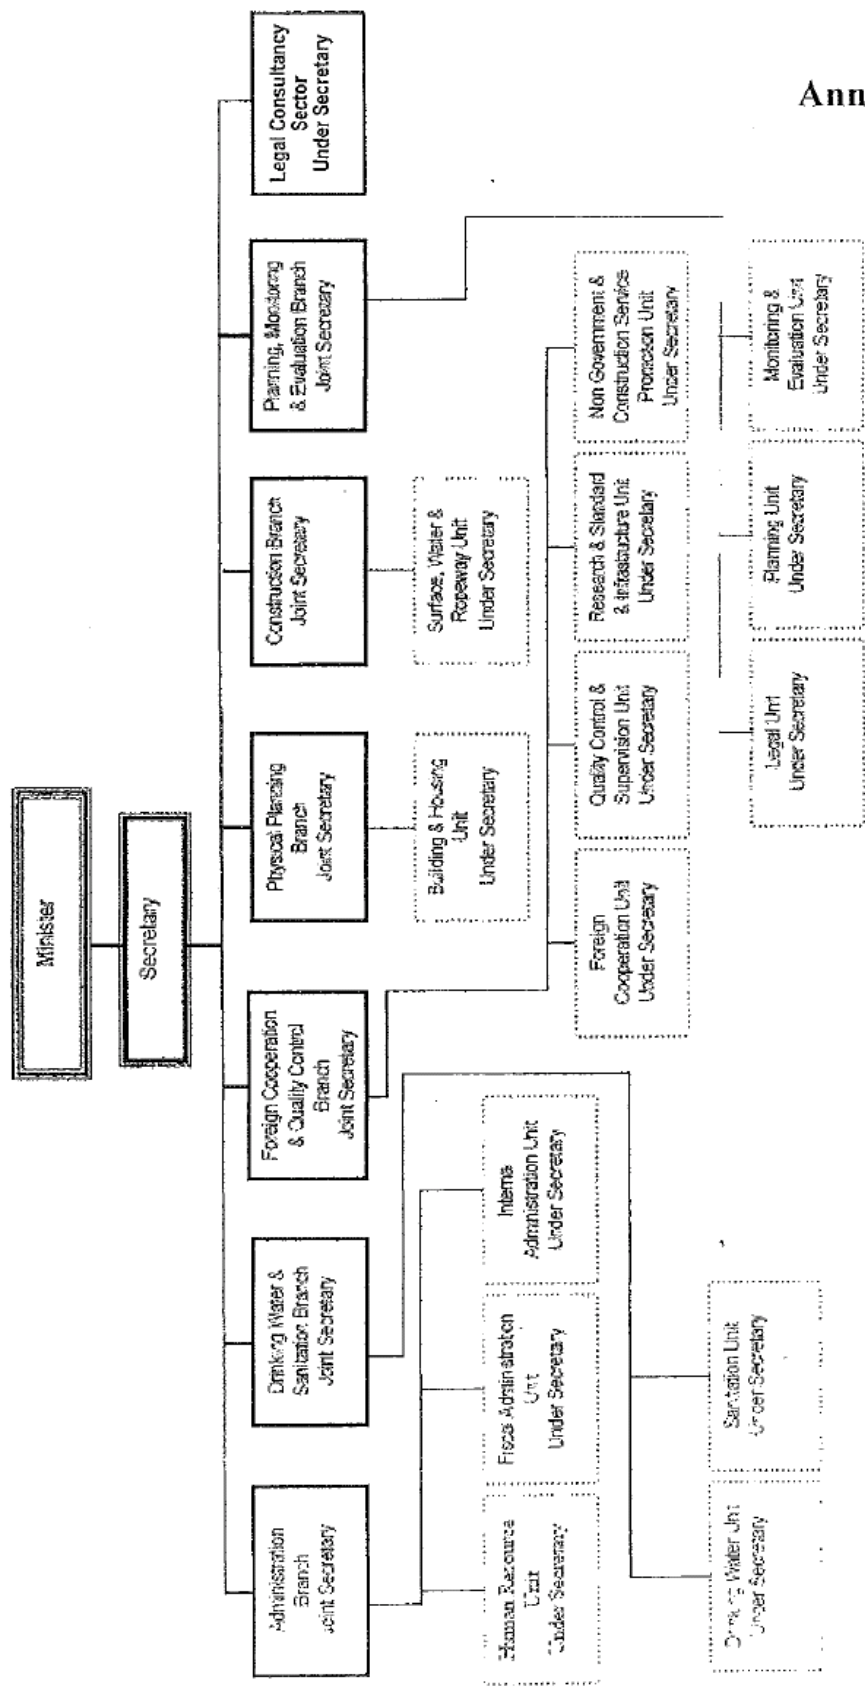 Ann
Minister
Secretary
Administration
Branch
Joint Secretary
Drinking Water &
Sanitation Branch
Joint Secretary
Foreign Cooperation
& Quality Control
Branch
Joint Secretary
Physical Planning
Branch
Joint Secretary
Construction Branch
Joint Secretary
Planning, Monitoring
& Evaluation Branch
Joint Secretary
Legal Consultancy
Sector
Under Secretary
Building & Housing
Unit
Under Secretary
Surface, Water &
Ropeway Unit
Under Secretary
Human Resource
Unit
Under Secretary
Fiscal Administration
Unit
Under Secretary
Interna
Administration Unit
Under Secretary
Foreign
Cooperation Unit
Under Secretary
Quality Control &
Supervision Unit
Under Secretary
Research & Standard
& Infrastructure Unit
Under Secretary
Non Government &
Construction Service
Promotion Unit
Under Secretary
Drinking Water Unit
Under Secretary
Sanitation Unit
Under Secretary
Legal Unit
Under Secretary
Planning Unit
Under Secretary
Monitoring &
Evaluation Unit
Under Secretary